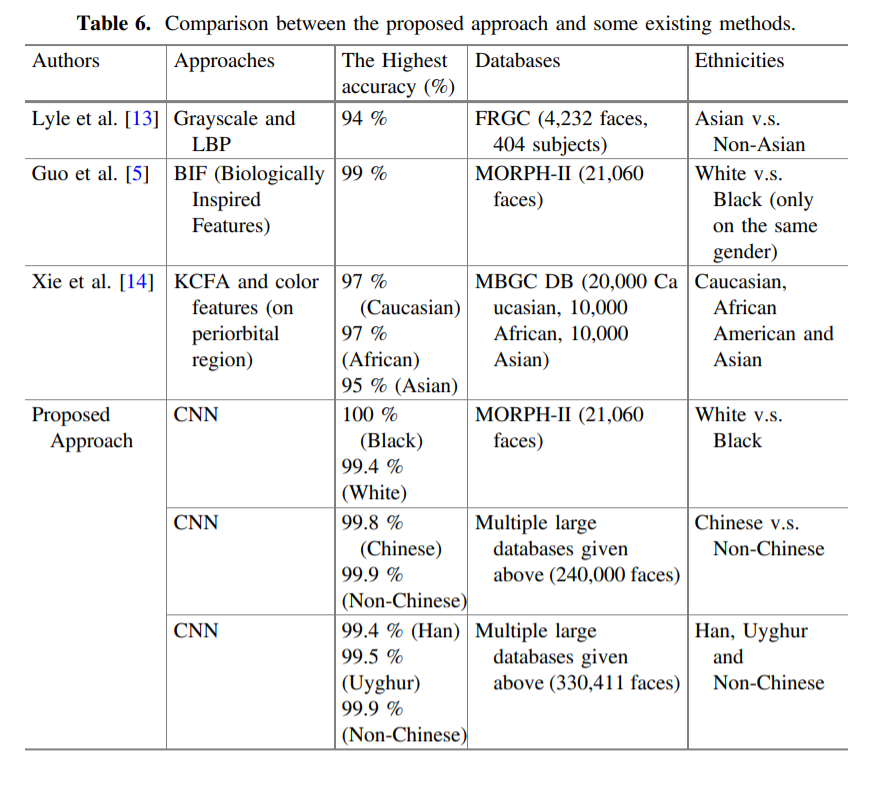 Table 6. Comparison between the proposed approach and some existing methods.
Authors
Approaches
The Highest
accuracy (%)
Databases
Ethnicities
Lyle et al. [13]
Grayscale and
LBP
94 %
FRGC (4,232 faces,
404 subjects)
Asian v.s.
Non-Asian
Guo et al. [5]
BIF (Biologically
Inspired
Features)
99 %
MORPH-II (21,060
faces)
White v.s.
Black (only
on the same
gender)
Xie et al. [14]
KCFA and color
features (on
periorbital
region)
97 %
(Caucasian)
97 %
(African)
95 % (Asian)
MBGC DB (20,000 Ca
ucasian, 10,000
African, 10,000
Asian)
Caucasian,
African
American and
Asian
Proposed
Approach
CNN
100 %
(Black)
99.4 %
(White)
MORPH-II (21,060
faces)
White v.s.
Black
CNN
99.8 %
(Chinese)
99.9 %
(Non-Chinese)
Multiple large
databases given
above (240,000 faces)
Chinese v.s.
Non-Chinese
CNN
99.4 % (Han)
99.5 %
(Uyghur)
99.9 %
(Non-Chinese)
Multiple large
databases given
above (330,411 faces)
Han, Uyghur
and
Non-Chinese